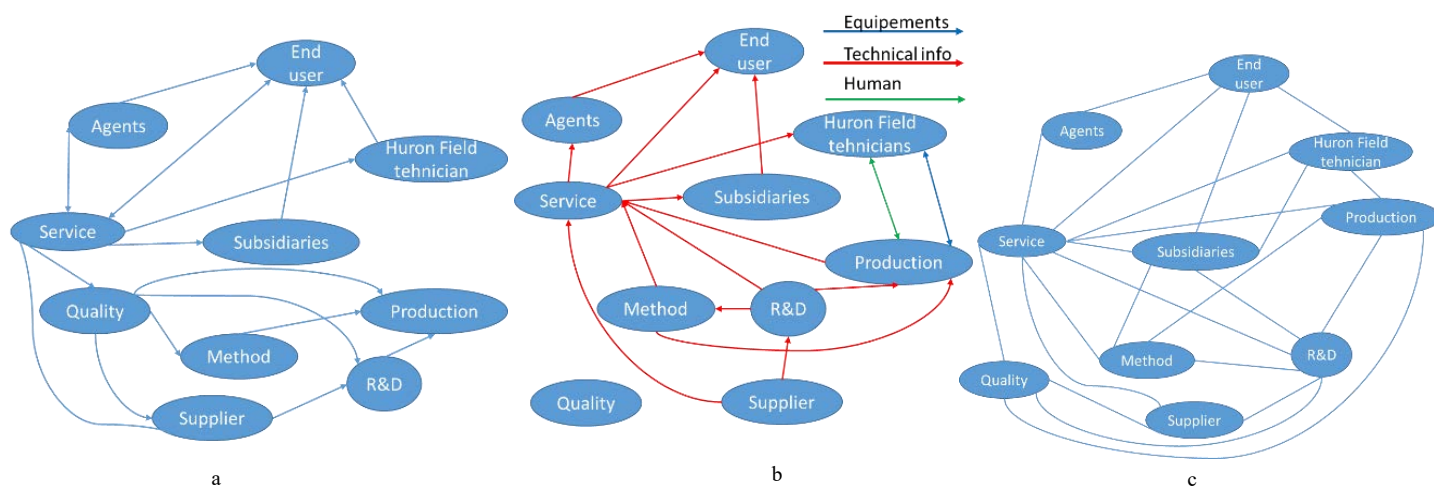 End
user
Agents
Huron Field
tehnician
Service
Subsidiaries
Quality
Production
Method
R&D
Supplier
a
Equipements
Technical info
Human
End
user
Agents
Huron Field
tehnicians
Service
Subsidiaries
Production
Method
R&D
Quality
Supplier
b
End
user
Agents
Huron Field
tehnician
Production
Service
Subsidiaries
Method
R&D
Quality
Supplier
c